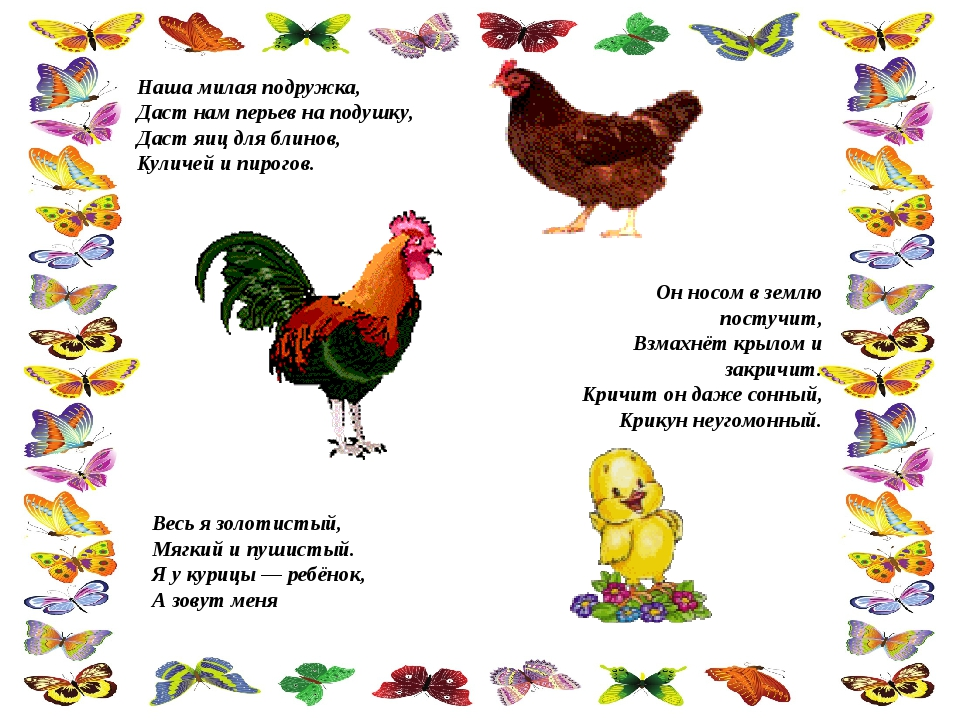 Наша милая подружка,
Даст нам перьев на подушку,
Даст яиц для блинов,
Куличей и пирогов.
Он носом в землю
постучит,
Взмахнёт крылом и
закричит.
Кричит он даже сонный,
Крикун неугомонный.
Весь я золотистый,
Мягкий и пушистый.
Я у курицы — ребёнок,
А зовут меня